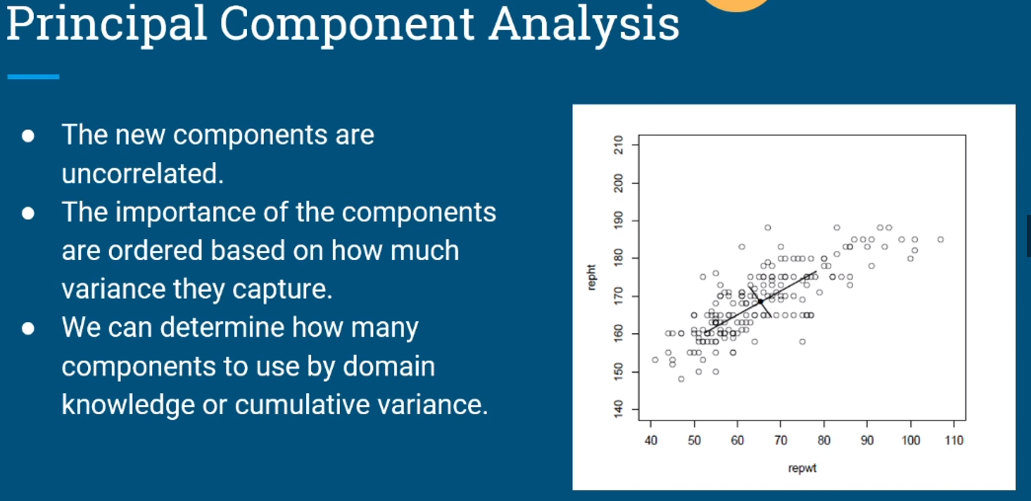 Principal Component Analysis
● The new components are
uncorrelated.
● The importance of the components
are ordered based on how much
variance they capture.
● We can determine how many
components to use by domain
knowledge or cumulative variance.
210
200
190
180
170
160
150
140
repht
40 50 60 70 80 90 100 110
repwt